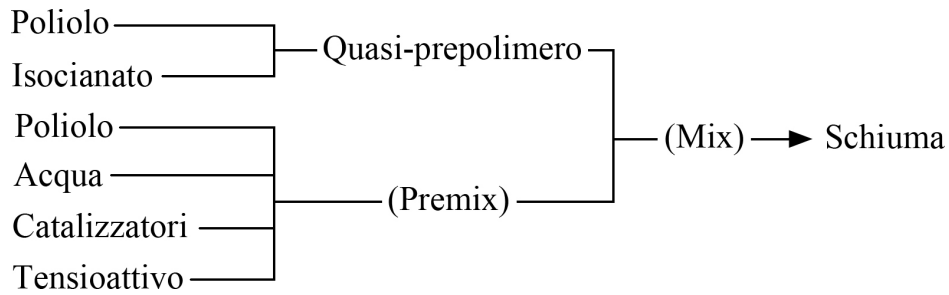 Poliolo
Isocianato
Quasi-prepolimero
Poliolo
Acqua
Catalizzatori
Tensioattivo
(Premix)
(Mix)
Schiuma